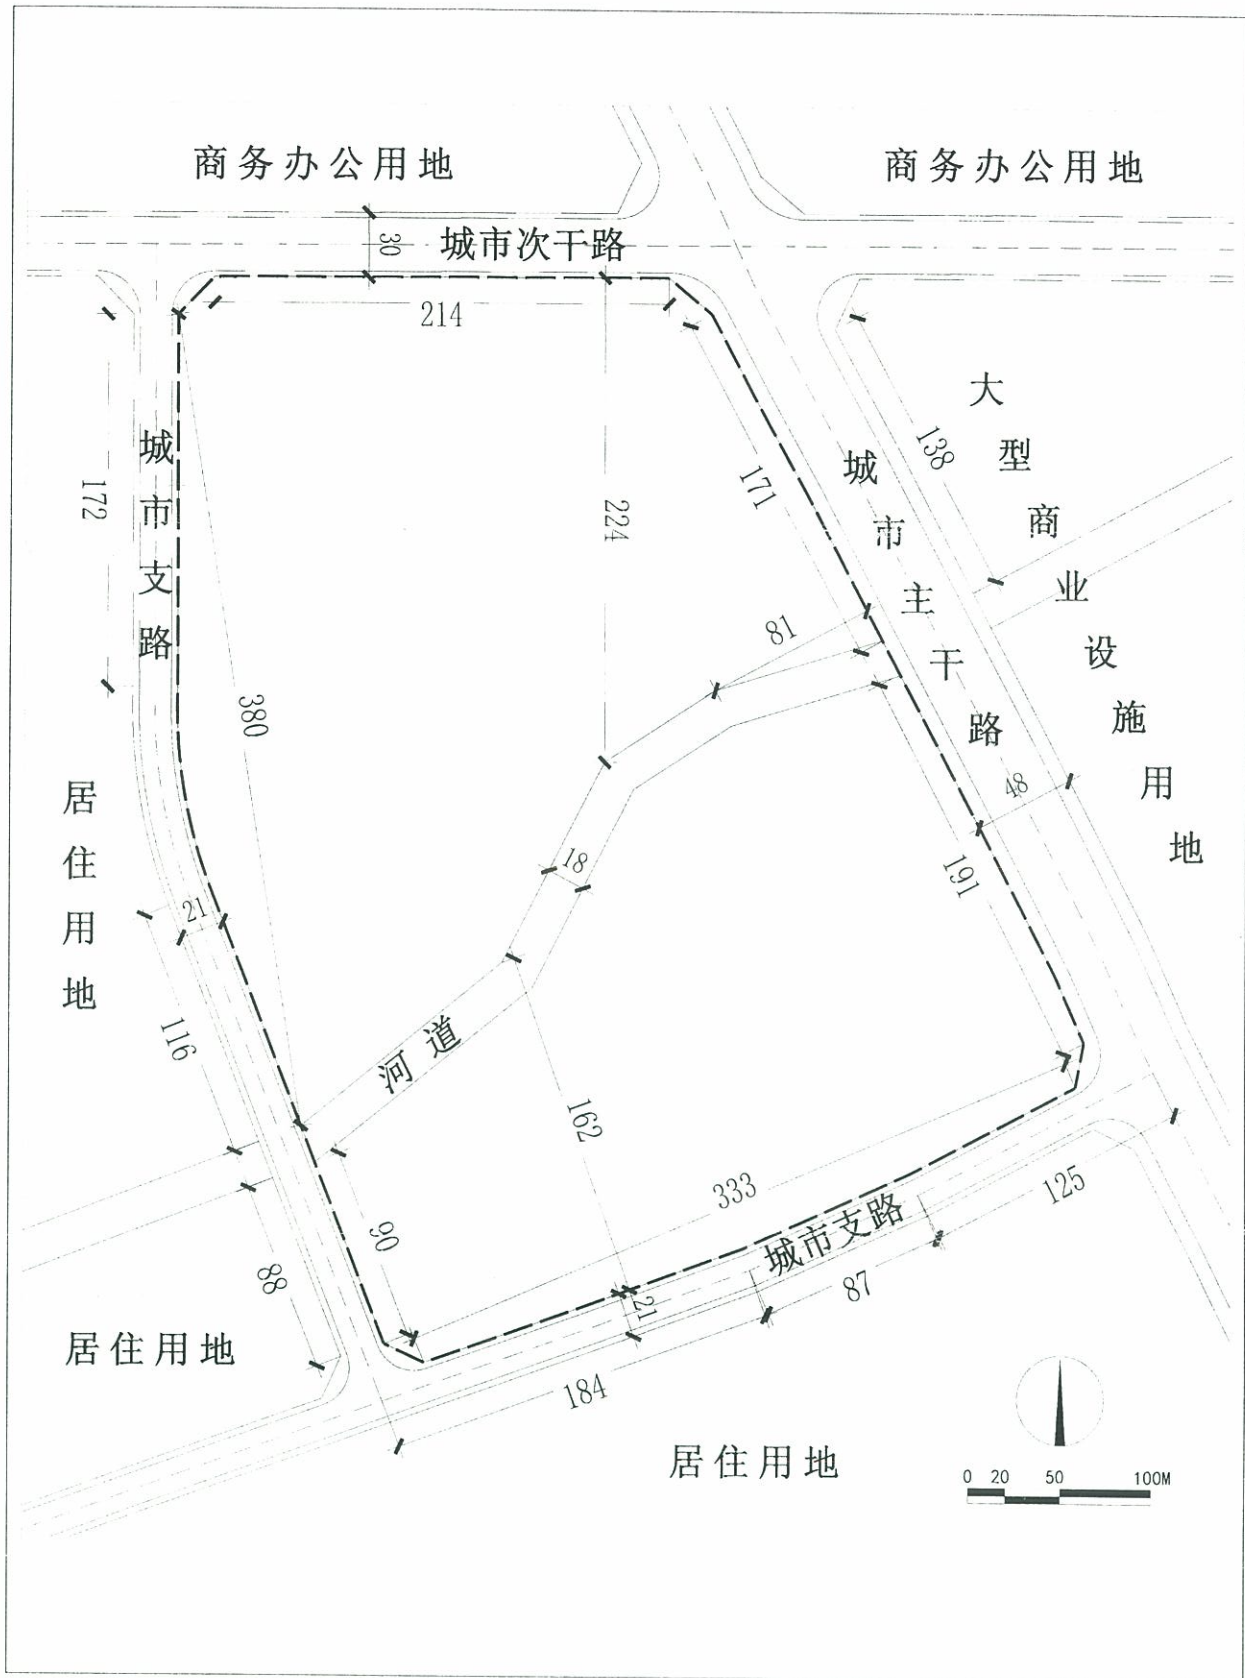 商务办公用地
商务办公用地
30
城市次干路
214
172
城市支路
380
224
171
81
138
城市主干路
大型商业设施用地
48
191
18
居住用地
21
116
河道
162
90
88
333
城市支路
125
87
21
184
居住用地
居住用地
0 20 50 100M